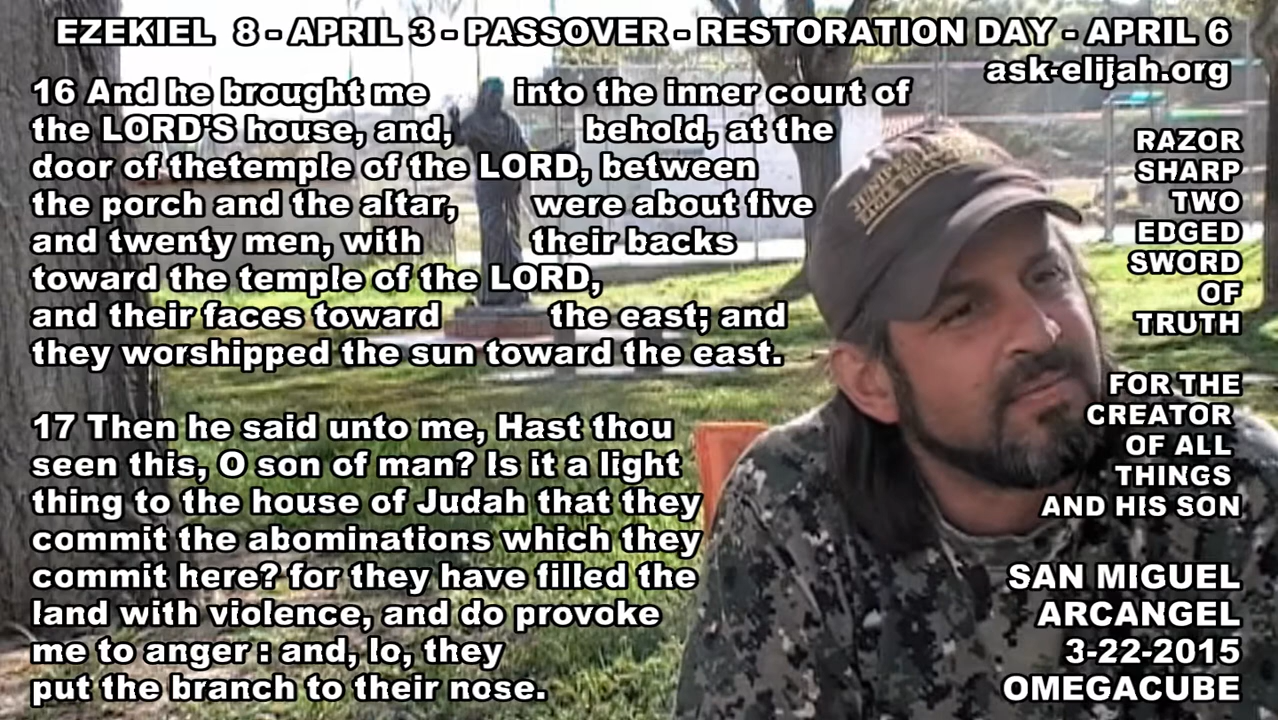 EZEKIEL 8 - APRIL 3 - PASSOVER - RESTORATION DAY - APRIL 6
ask-elijah.org
16 And he brought me into the inner court of
the LORD'S house, and, behold, at the
door of thetemple of the LORD, between
the porch and the altar, were about five
and twenty men, with their backs
toward the temple of the LORD,
and their faces toward the east; and
they worshipped the sun toward the east.
17 Then he said unto me, Hast thou
seen this, O son of man? Is it a light
thing to the house of Judah that they
commit the abominations which they
commit here? for they have filled the
land with violence, and do provoke
me to anger : and, lo, they
put the branch to their nose.
RAZOR
SHARP
TWO
EDGED
SWORD
OF
TRUTH
FOR THE
CREATOR
OF ALL
THINGS
AND HIS SON
SAN MIGUEL
ARCANGEL
3-22-2015
OMEGACUBE